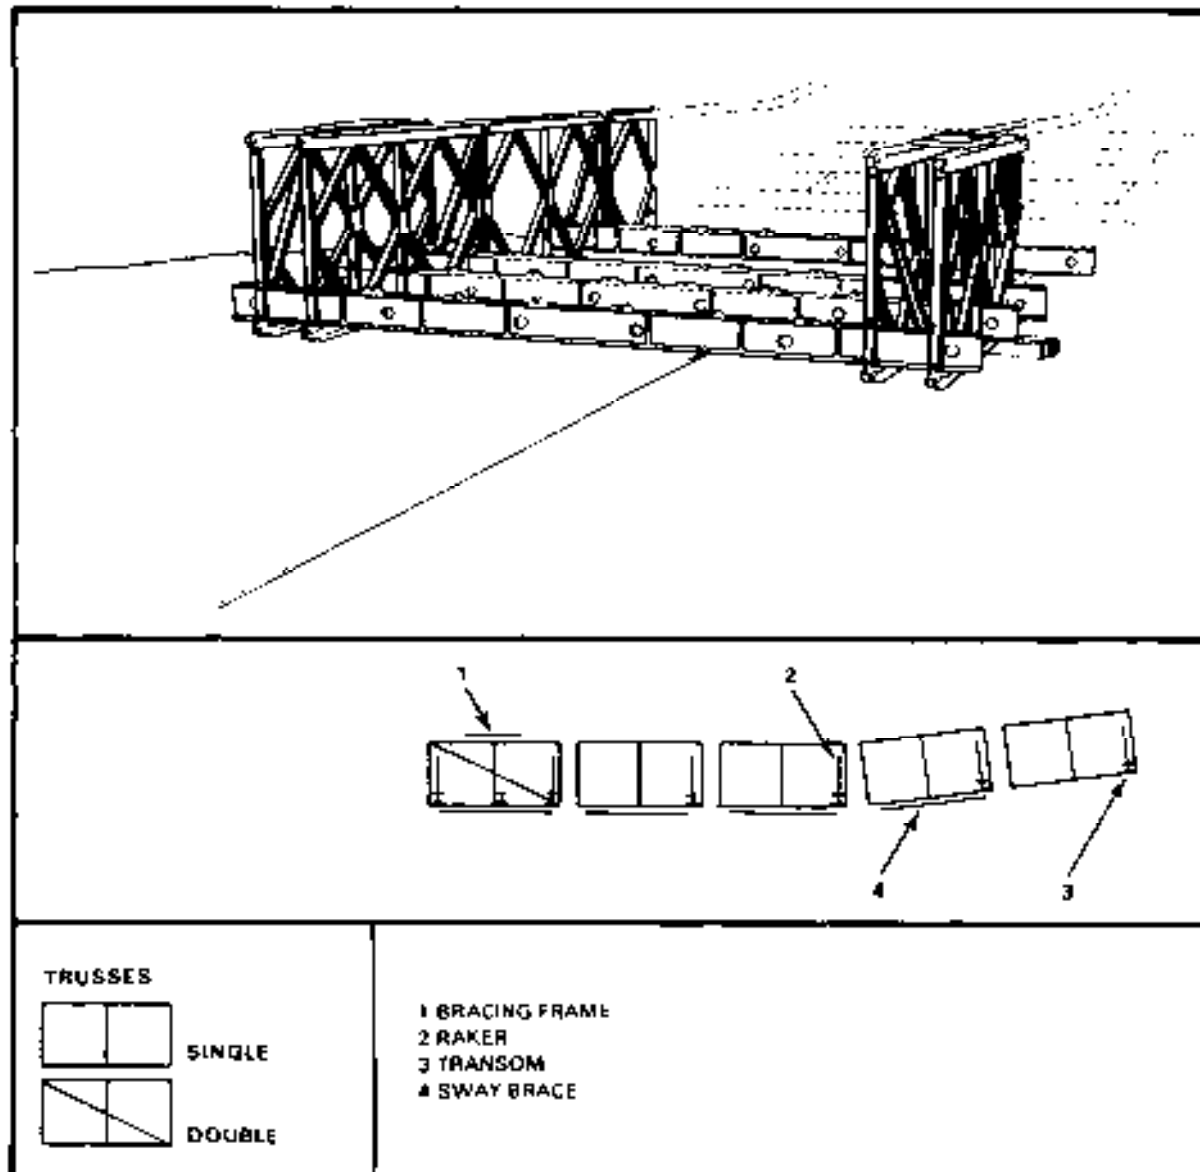 1
2
4
3
TRUSSES
SINGLE
DOUBLE
1 BRACING FRAME
2 RAKER
3 TRANSOM
4 SWAY BRACE